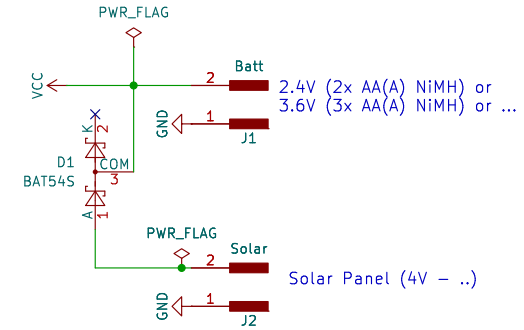 PWR_FLAG
Batt
VCC
2
2.4V (2x AA(A) NiMH) or
3.6V (3x AA(A) NiMH) or ...
GND
1
J1
K
2
D1
COM
BAT54S
3
A
1
PWR_FLAG
Solar
2
Solar Panel (4V – ..)
GND
1
J2